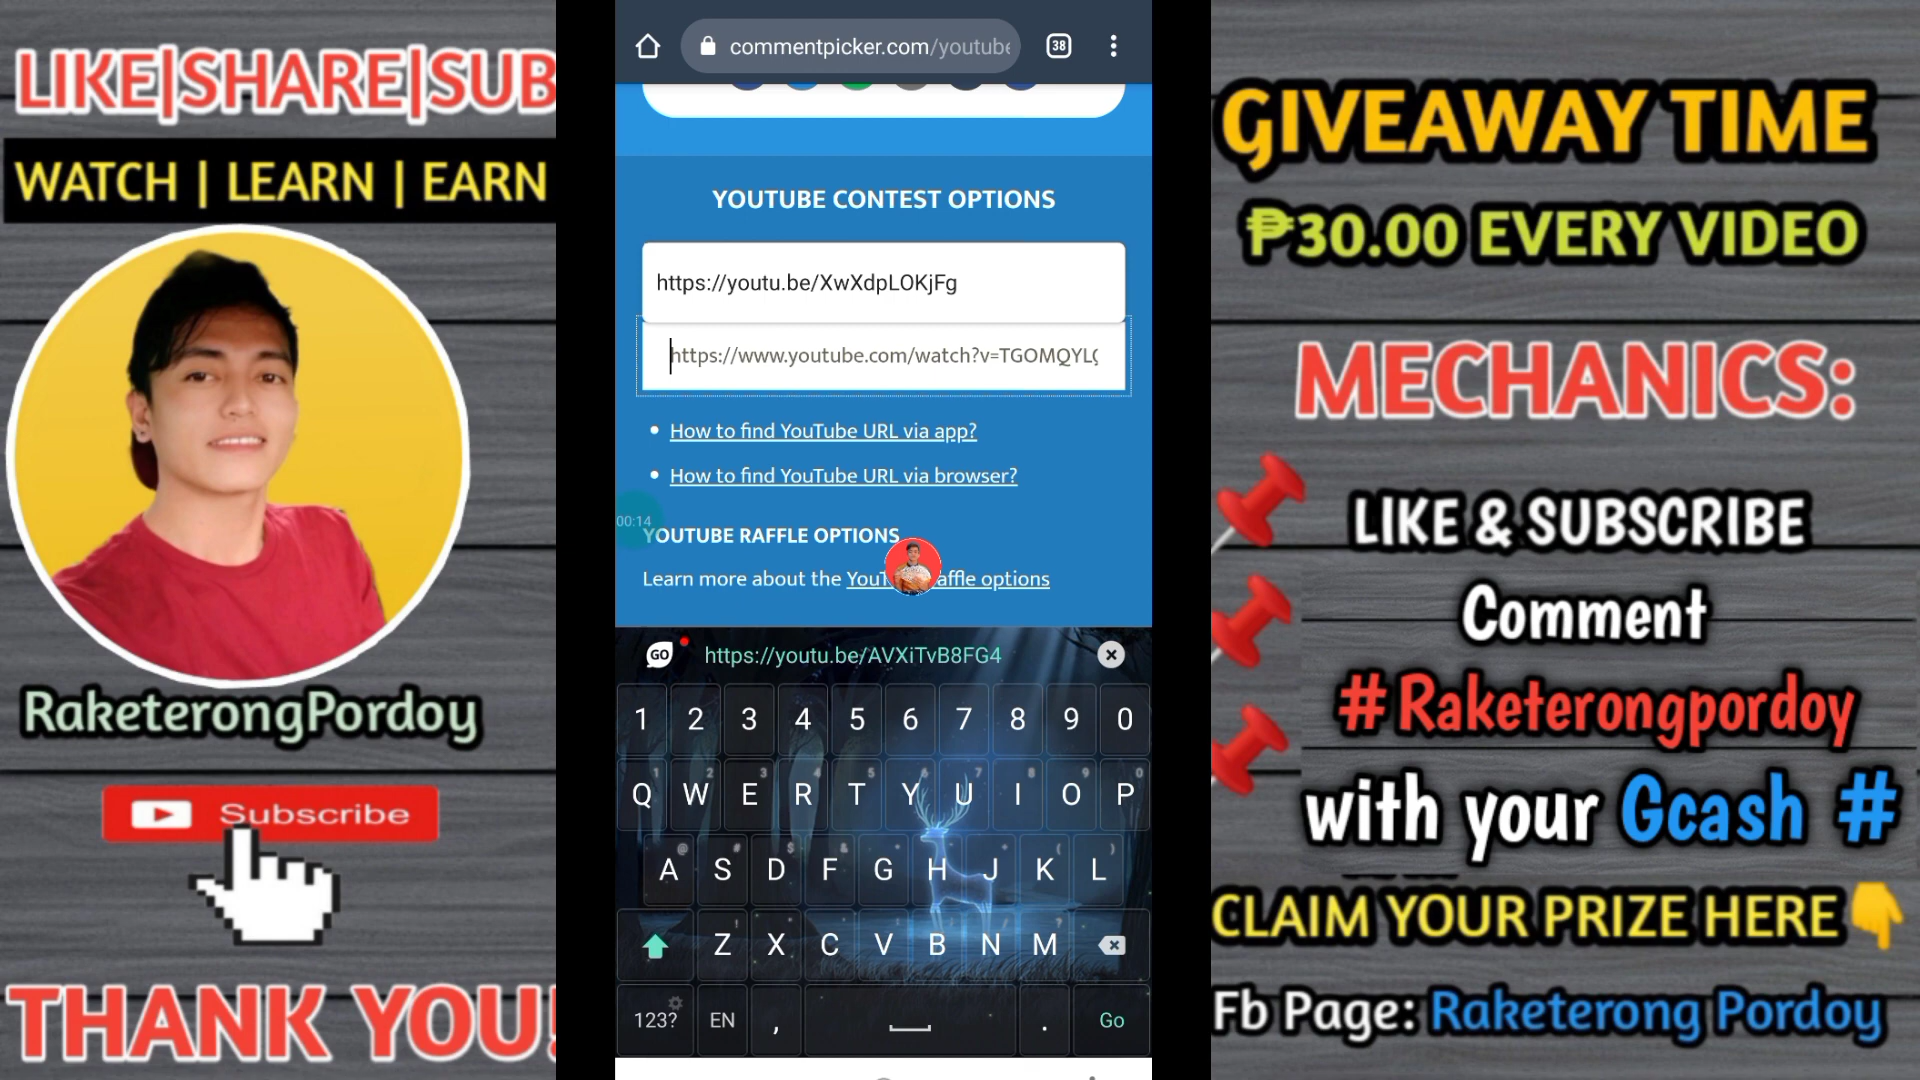 LIKE|SHARE|SUB
WATCH | LEARN | EARN
RaketerongPordoy
Subscribe
THANK YOU!
commentpicker.com/youtube
38
YOUTUBE CONTEST OPTIONS
https://youtu.be/XwXdpLOKjFg
https://www.youtube.com/watch?v=TGOMQYL
How to find YouTube URL via app?
How to find YouTube URL via browser?
00:14
YOUTUBE RAFFLE OPTIONS
Learn more about the YouT affle options
GO https://youtu.be/AVXiTvB8FG4
1 2 3 4 5 6 7 8 9 0
Q W E R T Y U I O P
A S D F G H J K L
Z X C V B N M
123? EN , . Go
GIVEAWAY TIME
₱30.00 EVERY VIDEO
MECHANICS:
LIKE & SUBSCRIBE
Comment
#Raketerongpordoy
with your Gcash #
CLAIM YOUR PRIZE HERE
Fb Page: Raketerong Pordoy